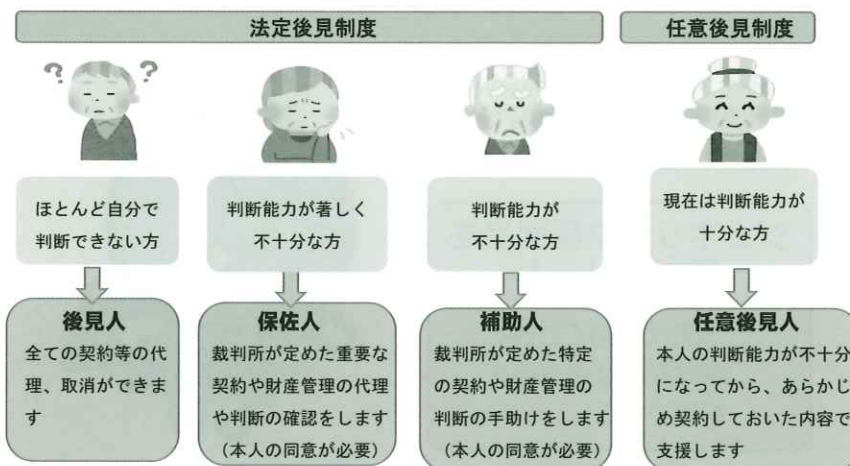 法定後見制度
任意後見制度
? ?
ほとんど自分で
判断できない方
判断能力が著しく
不十分な方
判断能力が
不十分な方
現在は判断能力が
十分な方
後見人
全ての契約等の代
理、取消ができま
す
保佐人
裁判所が定めた重要な
契約や財産管理の代理
や判断の確認をします
(本人の同意が必要)
補助人
裁判所が定めた特定
の契約や財産管理の
判断の手助けをします
(本人の同意が必要)
任意後見人
本人の判断能力が不十分
になってから、あらかじ
め契約しておいた内容で
支援します